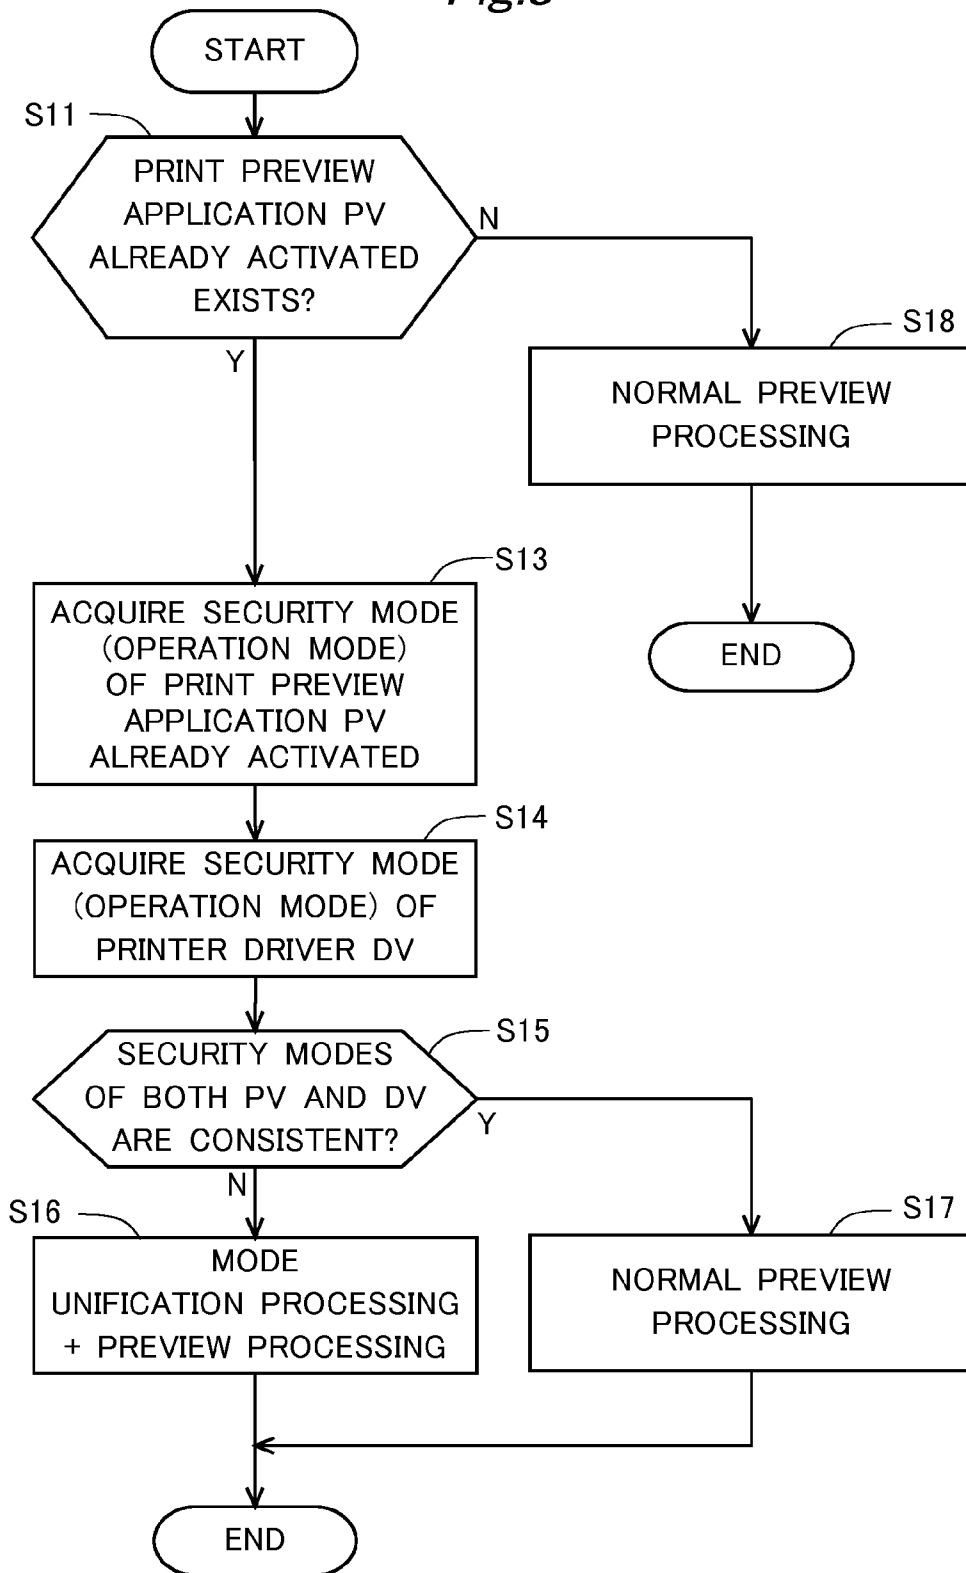 START
S11
PRINT PREVIEW
APPLICATION PV
ALREADY ACTIVATED
EXISTS?
N
Y
S18
NORMAL PREVIEW
PROCESSING
END
S13
ACQUIRE SECURITY MODE
(OPERATION MODE)
OF PRINT PREVIEW
APPLICATION PV
ALREADY ACTIVATED
S14
ACQUIRE SECURITY MODE
(OPERATION MODE) OF
PRINTER DRIVER DV
S15
SECURITY MODES
OF BOTH PV AND DV
ARE CONSISTENT?
Y
N
S16
MODE
UNIFICATION PROCESSING
+ PREVIEW PROCESSING
S17
NORMAL PREVIEW
PROCESSING
END